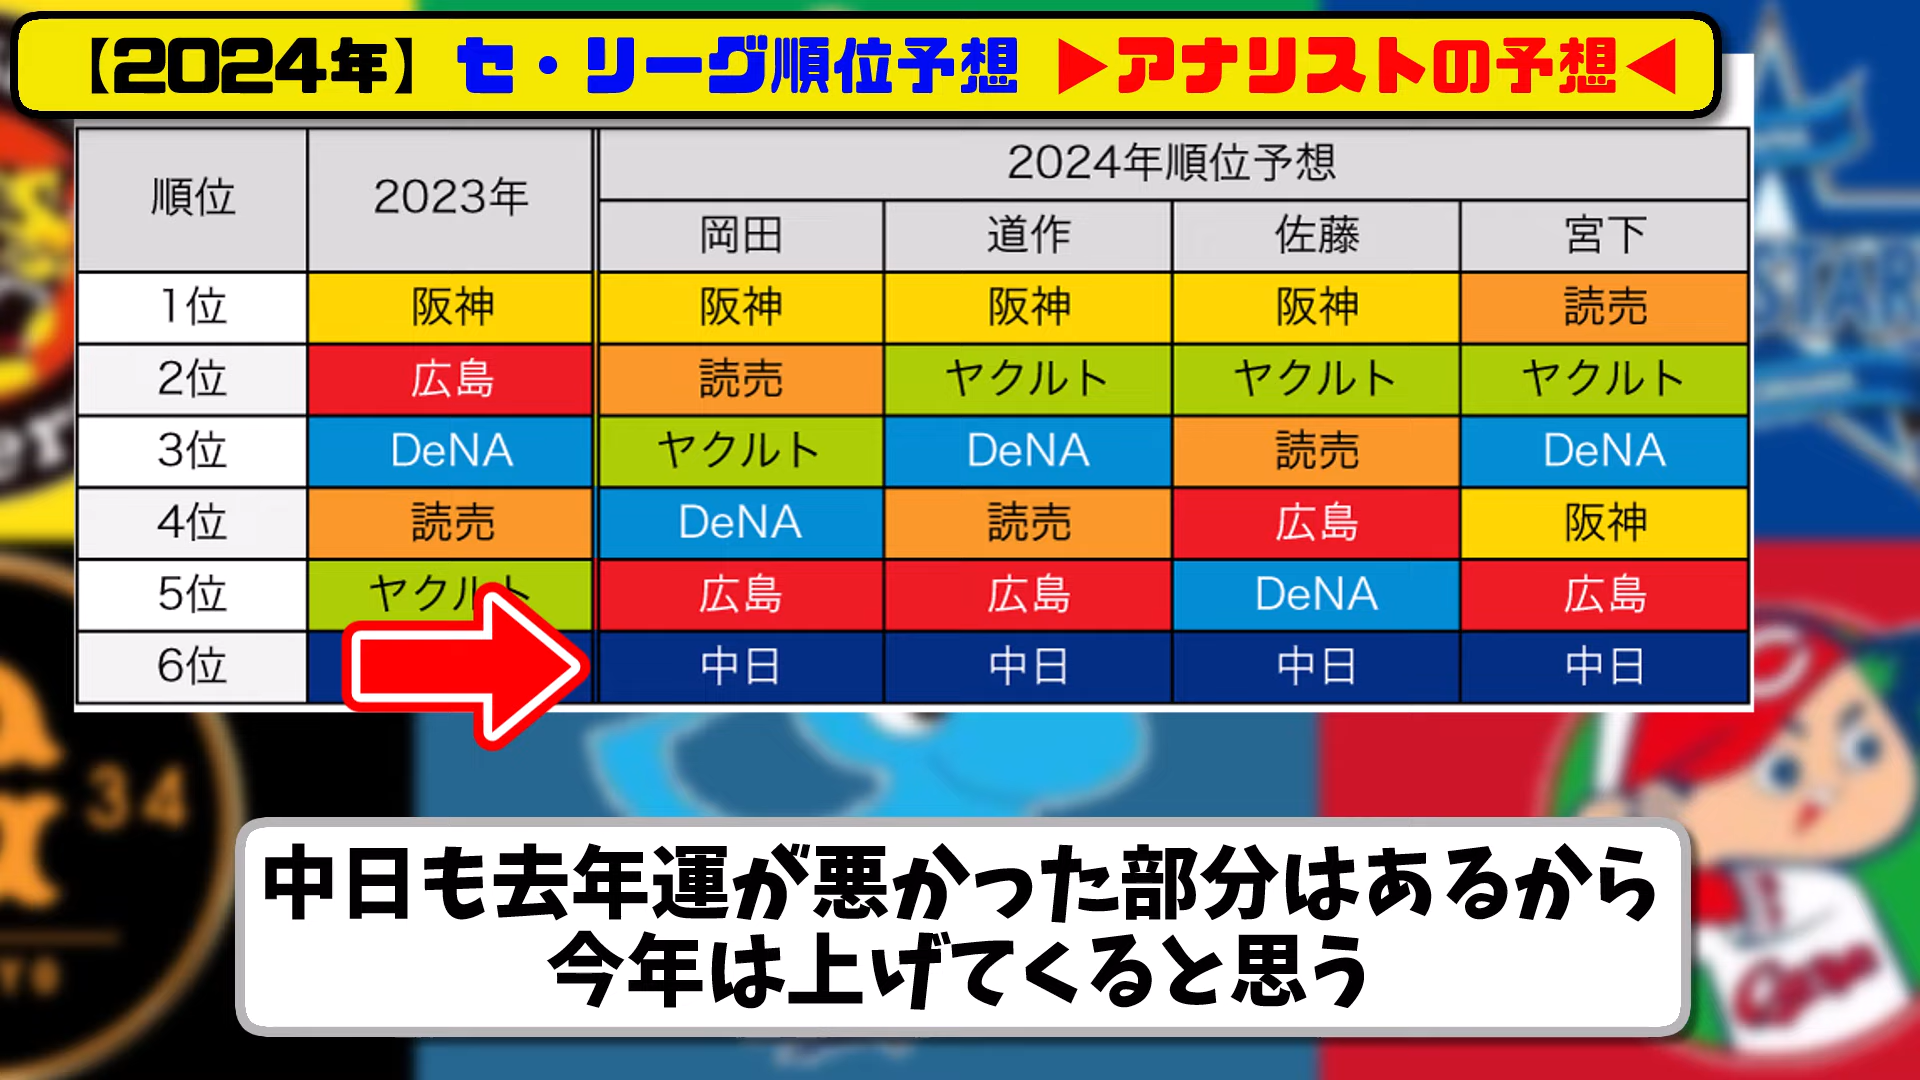 【2024年】セ・リーグ順位予想 ▶アナリストの予想◀
順位 2023年 2024年順位予想
岡田 道作 佐藤 宮下
1位 阪神 阪神 阪神 阪神 読売
2位 広島 読売 ヤクルト ヤクルト ヤクルト
3位 DeNA ヤクルト DeNA 読売 DeNA
4位 読売 DeNA 読売 広島 阪神
5位 ヤクルト 広島 広島 DeNA 広島
6位 中日 中日 中日 中日
34
中日も去年運が悪かった部分はあるから
今年は上げてくると思う